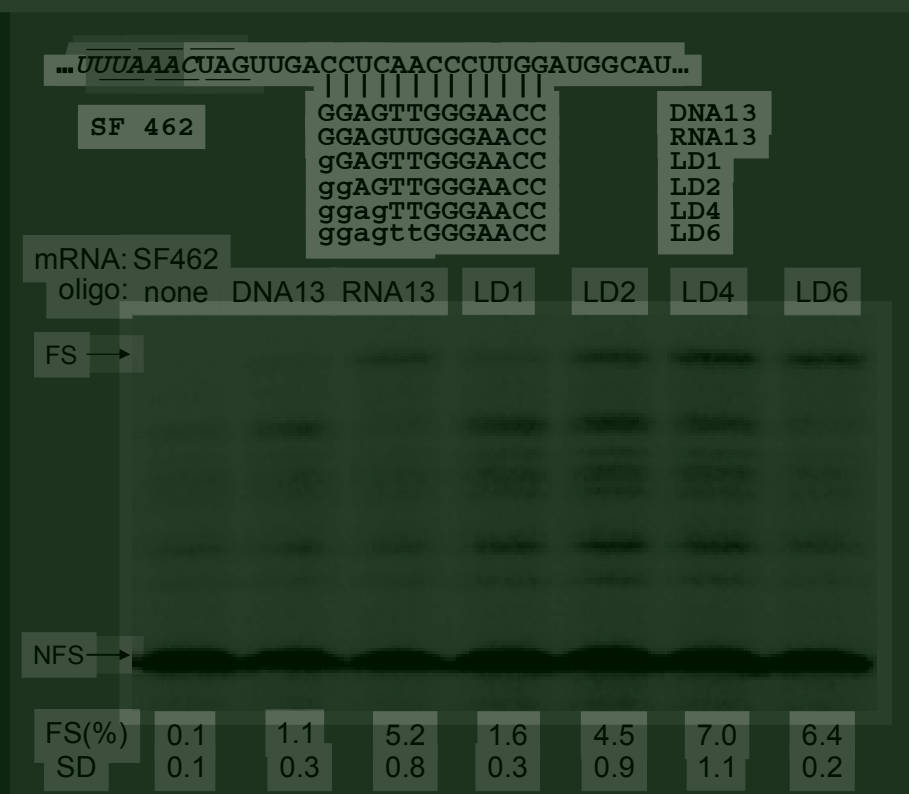 ...UUUAAACUAGUUGACCUCAACCCUUGGAUGGCAU...
SF 462
GGAGTTGGGAACC DNA13
GGAGUUGGGAACC RNA13
gGAGTTGGGAACC LD1
ggAGTTGGGAACC LD2
ggagTTGGGAACC LD4
ggagttGGGAACC LD6
mRNA: SF462
oligo: none DNA13 RNA13 LD1 LD2 LD4 LD6
FS
NFS
FS(%) 0.1 1.1 5.2 1.6 4.5 7.0 6.4
SD 0.1 0.3 0.8 0.3 0.9 1.1 0.2